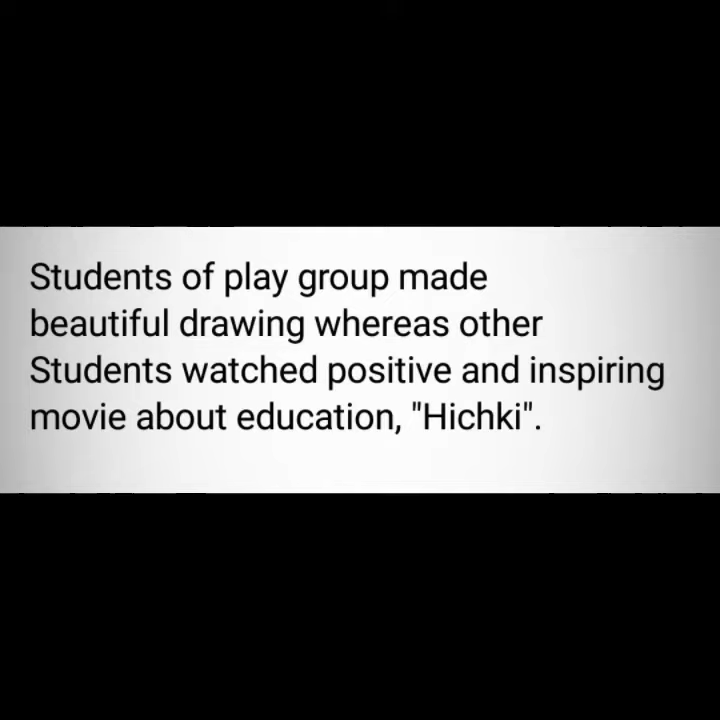 Students of play group made
beautiful drawing whereas other
Students watched positive and inspiring
movie about education, "Hichki".